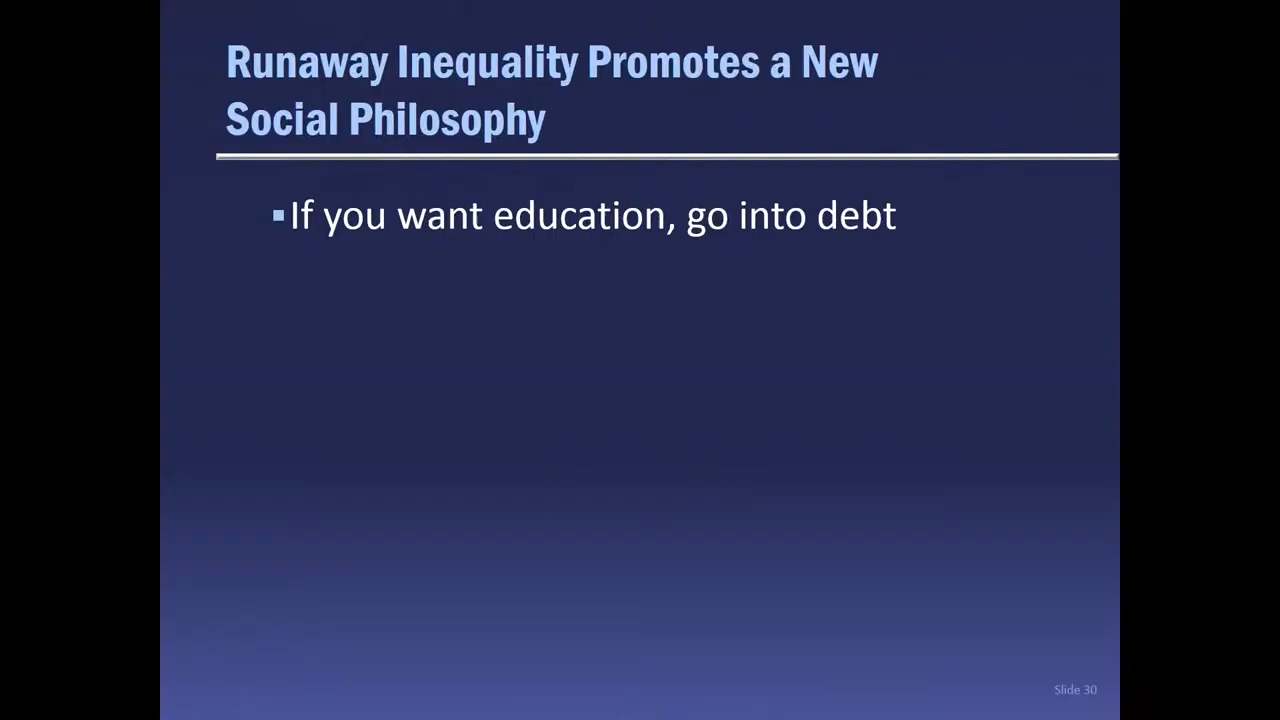 Runaway Inequality Promotes a New
Social Philosophy
▪If you want education, go into debt
Slide 30